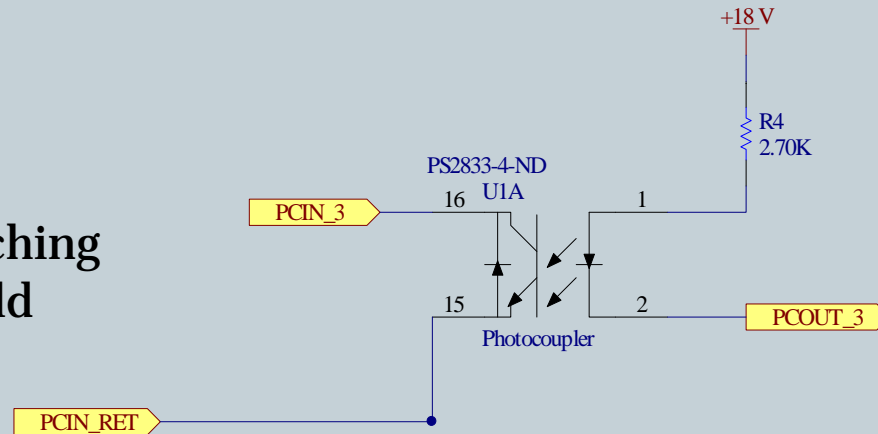 +18 V
R4
2.70K
PS2833-4-ND
U1A
PCIN_3
16
1
ching
ld
15
2
PCOUT_3
Photocoupler
PCIN_RET